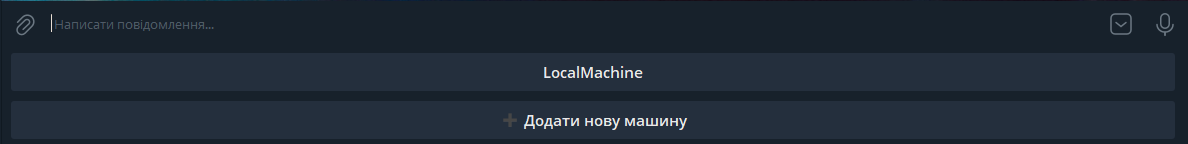 Написати повідомлення...
LocalMachine
➕ Додати нову машину